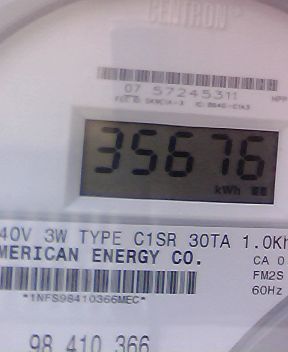 CENTRON
07 57245311
35676
kWh
40V 3W TYPE C1SR 30TA 1.0Kh
MERICAN ENERGY CO.
CA 0
FM2S
60Hz
*1NFS98410366MEC*
98 410 366